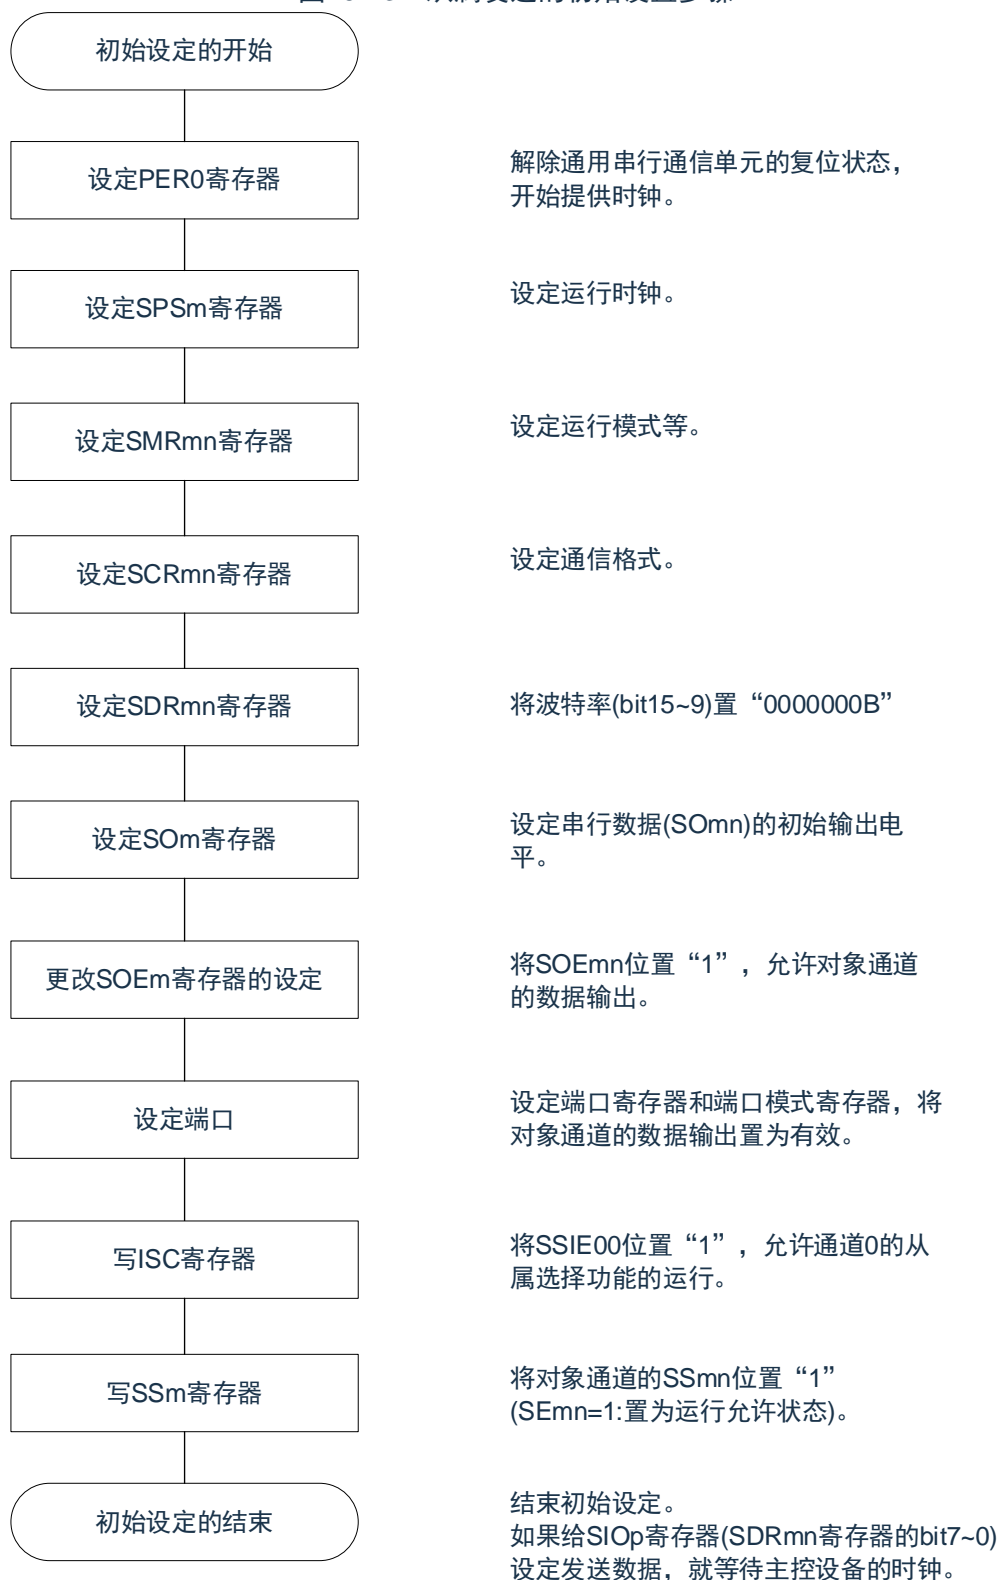 初始设定的开始
设定PER0寄存器
解除通用串行通信单元的复位状态，
开始提供时钟。
设定SPSm寄存器
设定运行时钟。
设定SMRmn寄存器
设定运行模式等。
设定SCRmn寄存器
设定通信格式。
设定SDRmn寄存器
将波特率(bit15~9)置“0000000B”
设定SOm寄存器
设定串行数据(SOmn)的初始输出电
平。
更改SOEm寄存器的设定
将SOEmn位置“1”，允许对象通道
的数据输出。
设定端口
设定端口寄存器和端口模式寄存器，将
对象通道的数据输出置为有效。
写ISC寄存器
将SSIE00位置“1”，允许通道0的从
属选择功能的运行。
写SSm寄存器
将对象通道的SSmn位置“1”
(SEmn=1:置为运行允许状态)。
初始设定的结束
结束初始设定。
如果给SIOp寄存器(SDRmn寄存器的bit7~0)
设定发送数据，就等待主控设备的时钟。